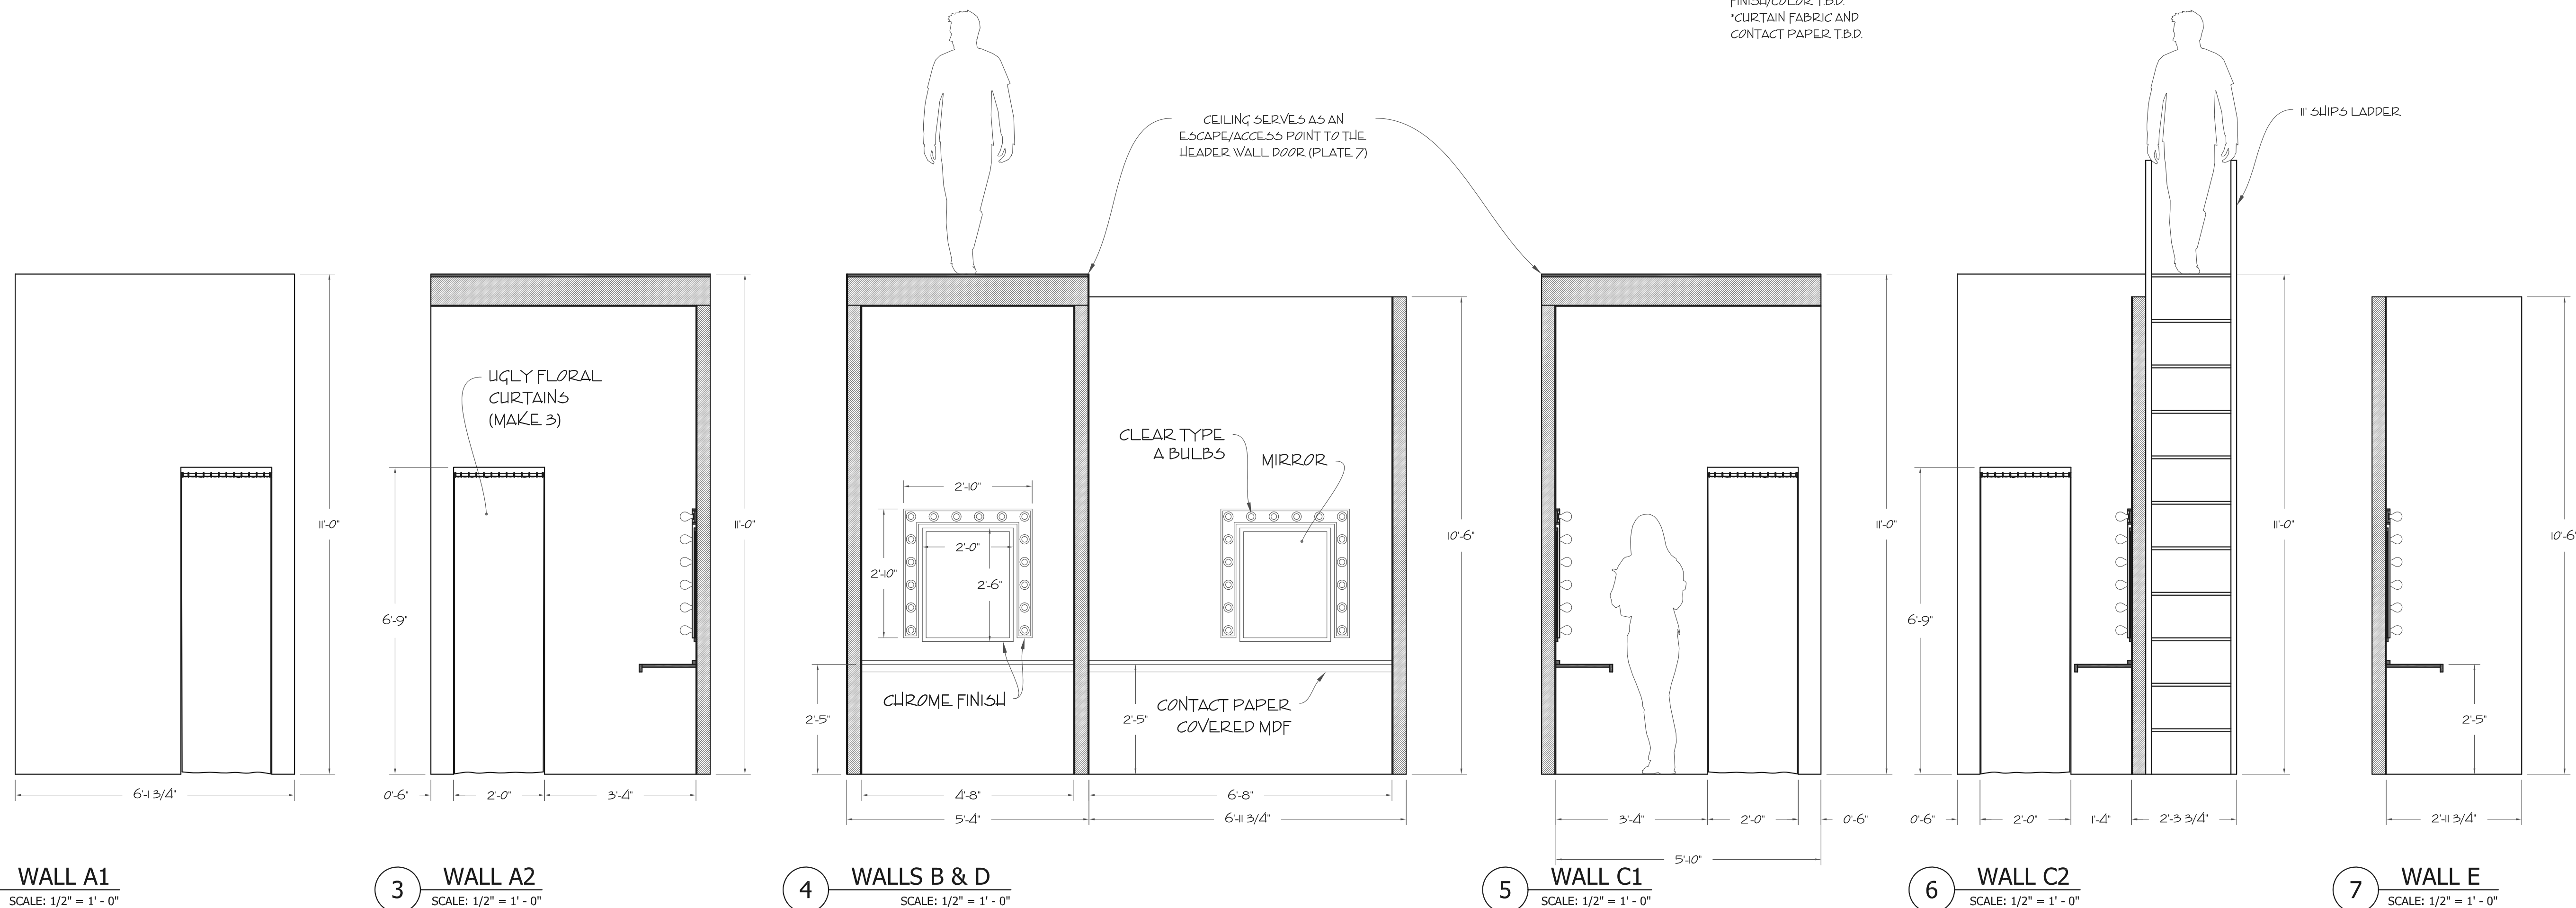 FINISH/COLOR T.B.D.
*CURTAIN FABRIC AND
CONTACT PAPER T.B.D.
CEILING SERVES AS AN
ESCAPE/ACCESS POINT TO THE
HEADER WALL DOOR (PLATE 7)
11' SHIPS LADDER
11'-0"
6'-1 3/4"
WALL A1
SCALE: 1/2" = 1' - 0"
UGLY FLORAL
CURTAINS
(MAKE 3)
6'-9"
11'-0"
0'-6"
2'-0"
3'-4"
3
WALL A2
SCALE: 1/2" = 1' - 0"
CLEAR TYPE
A BULBS
MIRROR
2'-10"
2'-10"
2'-0"
2'-6"
10'-6"
2'-5"
CHROME FINISH
2'-5"
CONTACT PAPER
COVERED MDF
4'-8"
6'-8"
5'-4"
6'-11 3/4"
4
WALLS B & D
SCALE: 1/2" = 1' - 0"
11'-0"
3'-4"
2'-0"
0'-6"
5'-10"
5
WALL C1
SCALE: 1/2" = 1' - 0"
6'-9"
11'-0"
0'-6"
2'-0"
1'-4"
2'-3 3/4"
6
WALL C2
SCALE: 1/2" = 1' - 0"
10'-6"
2'-5"
2'-11 3/4"
7
WALL E
SCALE: 1/2" = 1' - 0"